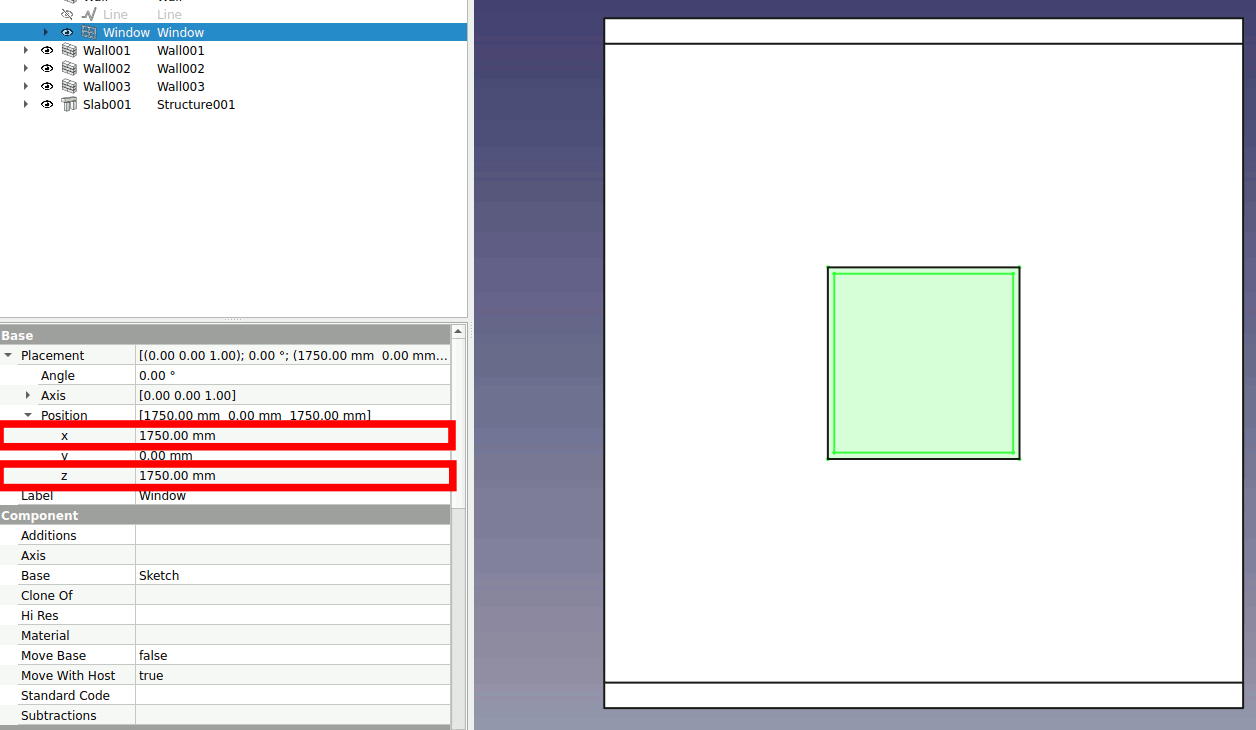 Line Line
Window Window
Wall001 Wall001
Wall002 Wall002
Wall003 Wall003
Slab001 Structure001
Base
Placement [(0.00 0.00 1.00); 0.00 °; (1750.00 mm 0.00 mm...
Angle 0.00 °
Axis [0.00 0.00 1.00]
Position [1750.00 mm 0.00 mm 1750.00 mm]
x 1750.00 mm
y 0.00 mm
z 1750.00 mm
Label Window
Component
Additions
Axis
Base Sketch
Clone Of
Hi Res
Material
Move Base false
Move With Host true
Standard Code
Subtractions